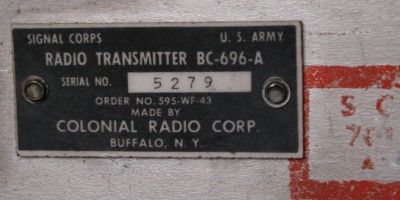 SIGNAL CORPS U. S. ARMY
RADIO TRANSMITTER BC-696-A
SERIAL NO. 5279
ORDER NO. 595-WF-43
MADE BY
COLONIAL RADIO CORP.
BUFFALO, N. Y.
S C
A